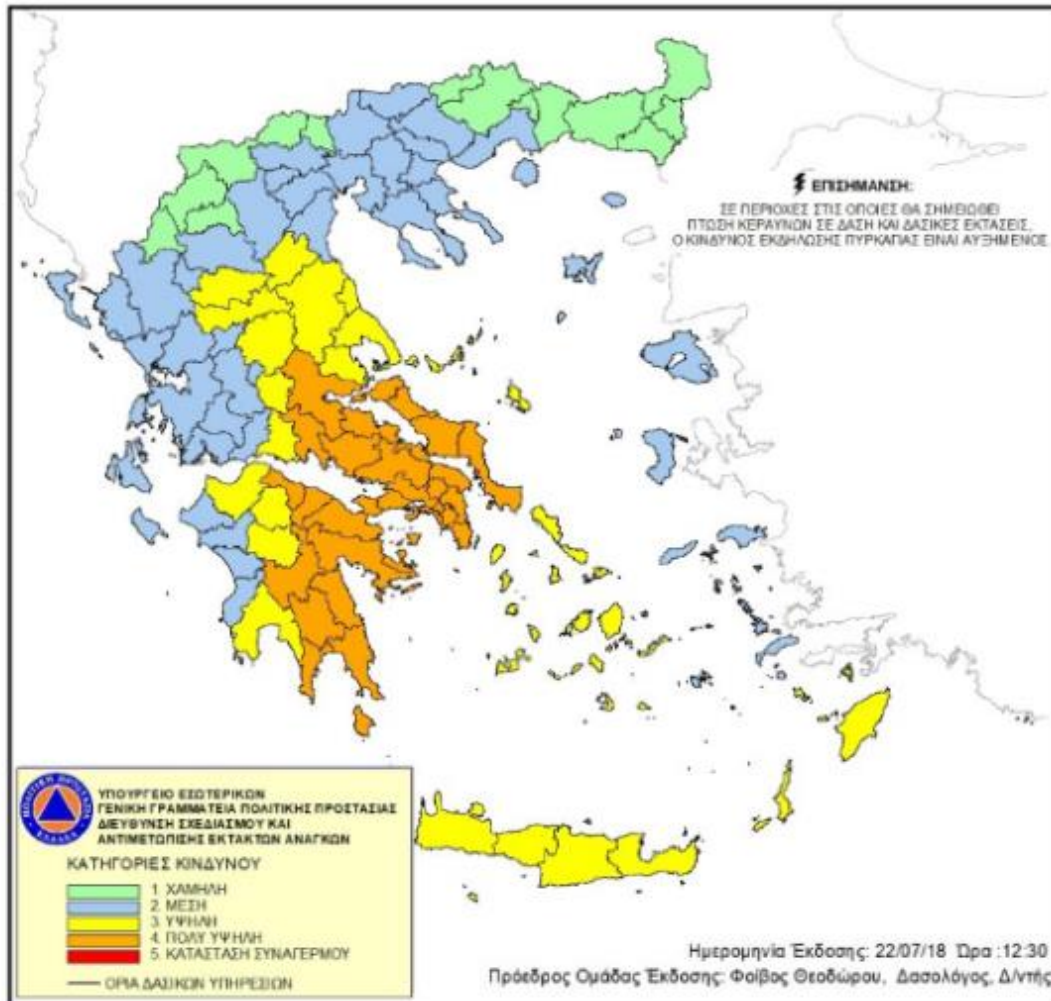 ΕΠΙΣΗΜΑΝΣΗ:
ΣΕ ΠΕΡΙΟΧΕΣ ΣΤΙΣ ΟΠΟΙΕΣ ΘΑ ΣΗΜΕΙΩΘΕΙ
ΠΤΩΣΗ ΚΕΡΑΥΝΩΝ ΣΕ ΔΑΣΗ ΚΑΙ ΔΑΣΙΚΕΣ ΕΚΤΑΣΕΙΣ,
Ο ΚΙΝΔΥΝΟΣ ΕΚΔΗΛΩΣΗΣ ΠΥΡΚΑΓΙΑΣ ΕΙΝΑΙ ΑΥΞΗΜΕΝΟΣ
ΠΟΛΙΤΙΚΗ ΠΡΟΣΤΑΣΙΑ
ΕΛΛΑΣ
ΥΠΟΥΡΓΕΙΟ ΕΣΩΤΕΡΙΚΩΝ
ΓΕΝΙΚΗ ΓΡΑΜΜΑΤΕΙΑ ΠΟΛΙΤΙΚΗΣ ΠΡΟΣΤΑΣΙΑΣ
ΔΙΕΥΘΥΝΣΗ ΣΧΕΔΙΑΣΜΟΥ ΚΑΙ
ΑΝΤΙΜΕΤΩΠΙΣΗΣ ΕΚΤΑΚΤΩΝ ΑΝΑΓΚΩΝ
ΚΑΤΗΓΟΡΙΕΣ ΚΙΝΔΥΝΟΥ
1. ΧΑΜΗΛΗ
2. ΜΕΣΗ
3. ΥΨΗΛΗ
4. ΠΟΛΥ ΥΨΗΛΗ
5. ΚΑΤΑΣΤΑΣΗ ΣΥΝΑΓΕΡΜΟΥ
ΟΡΙΑ ΔΑΣΙΚΩΝ ΥΠΗΡΕΣΙΩΝ
Ημερομηνία Έκδοσης: 22/07/18 Ώρα :12:30
Πρόεδρος Ομάδας Έκδοσης: Φοίβος Θεοδώρου, Δασολόγος, Δ/ντής